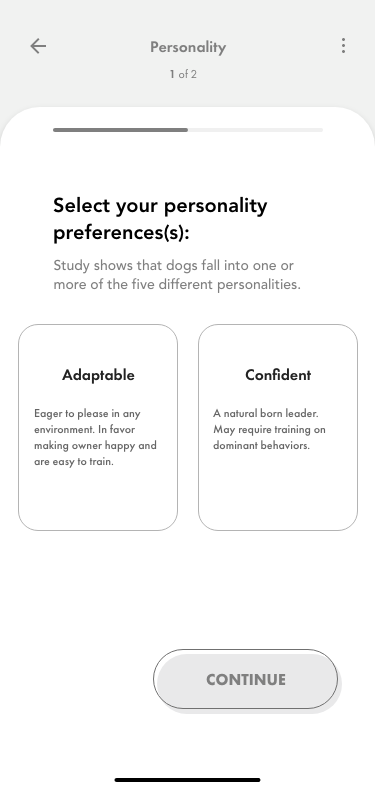 Personality
1 of 2
Select your personality
preferences(s):
Study shows that dogs fall into one or
more of the five different personalities.
Adaptable
Eager to please in any
environment. In favor
making owner happy and
are easy to train.
Confident
A natural born leader.
May require training on
dominant behaviors.
CONTINUE